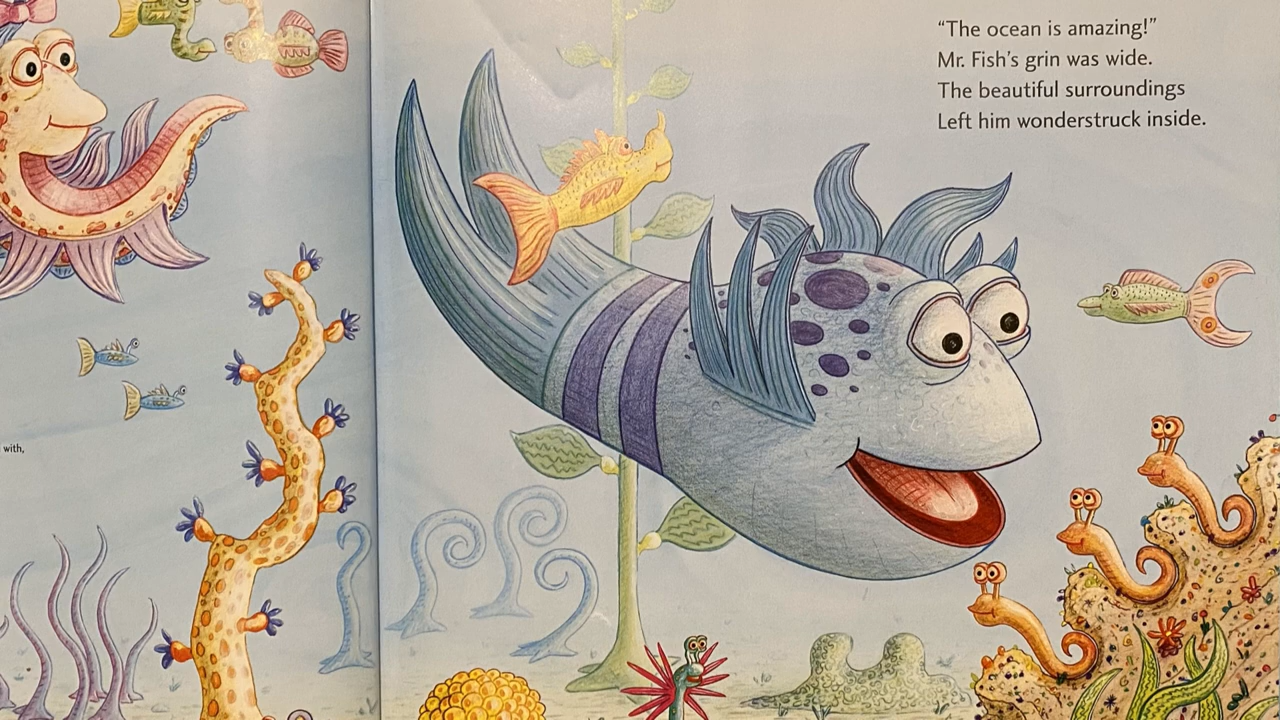 with,
“The ocean is amazing!”
Mr. Fish’s grin was wide.
The beautiful surroundings
Left him wonderstruck inside.